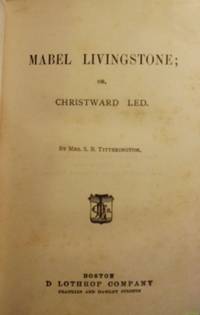 MABEL LIVINGSTONE;
OR,
CHRISTWARD LED.
BY MRS. S. R. TITTERINGTON.
BOSTON
D LOTHROP COMPANY
FRANKLIN AND HAWLEY STREETS